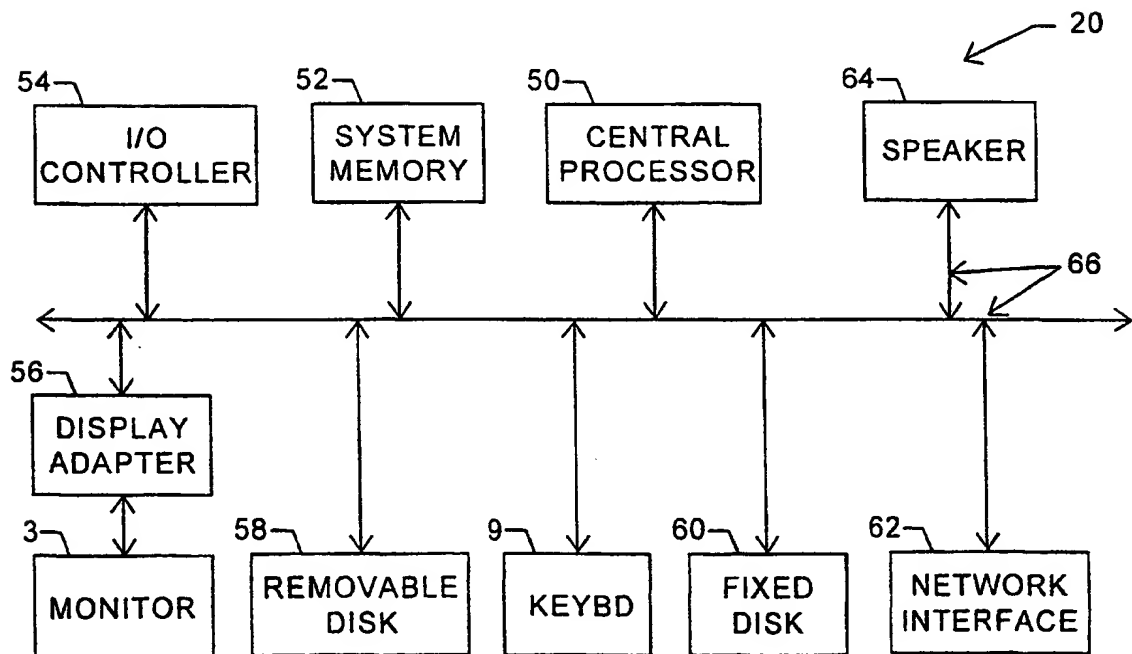 20
54
52
50
64
I/O
CONTROLLER
SYSTEM
MEMORY
CENTRAL
PROCESSOR
SPEAKER
66
56
DISPLAY
ADAPTER
3
58
9
60
62
MONITOR
REMOVABLE
DISK
KEYBD
FIXED
DISK
NETWORK
INTERFACE